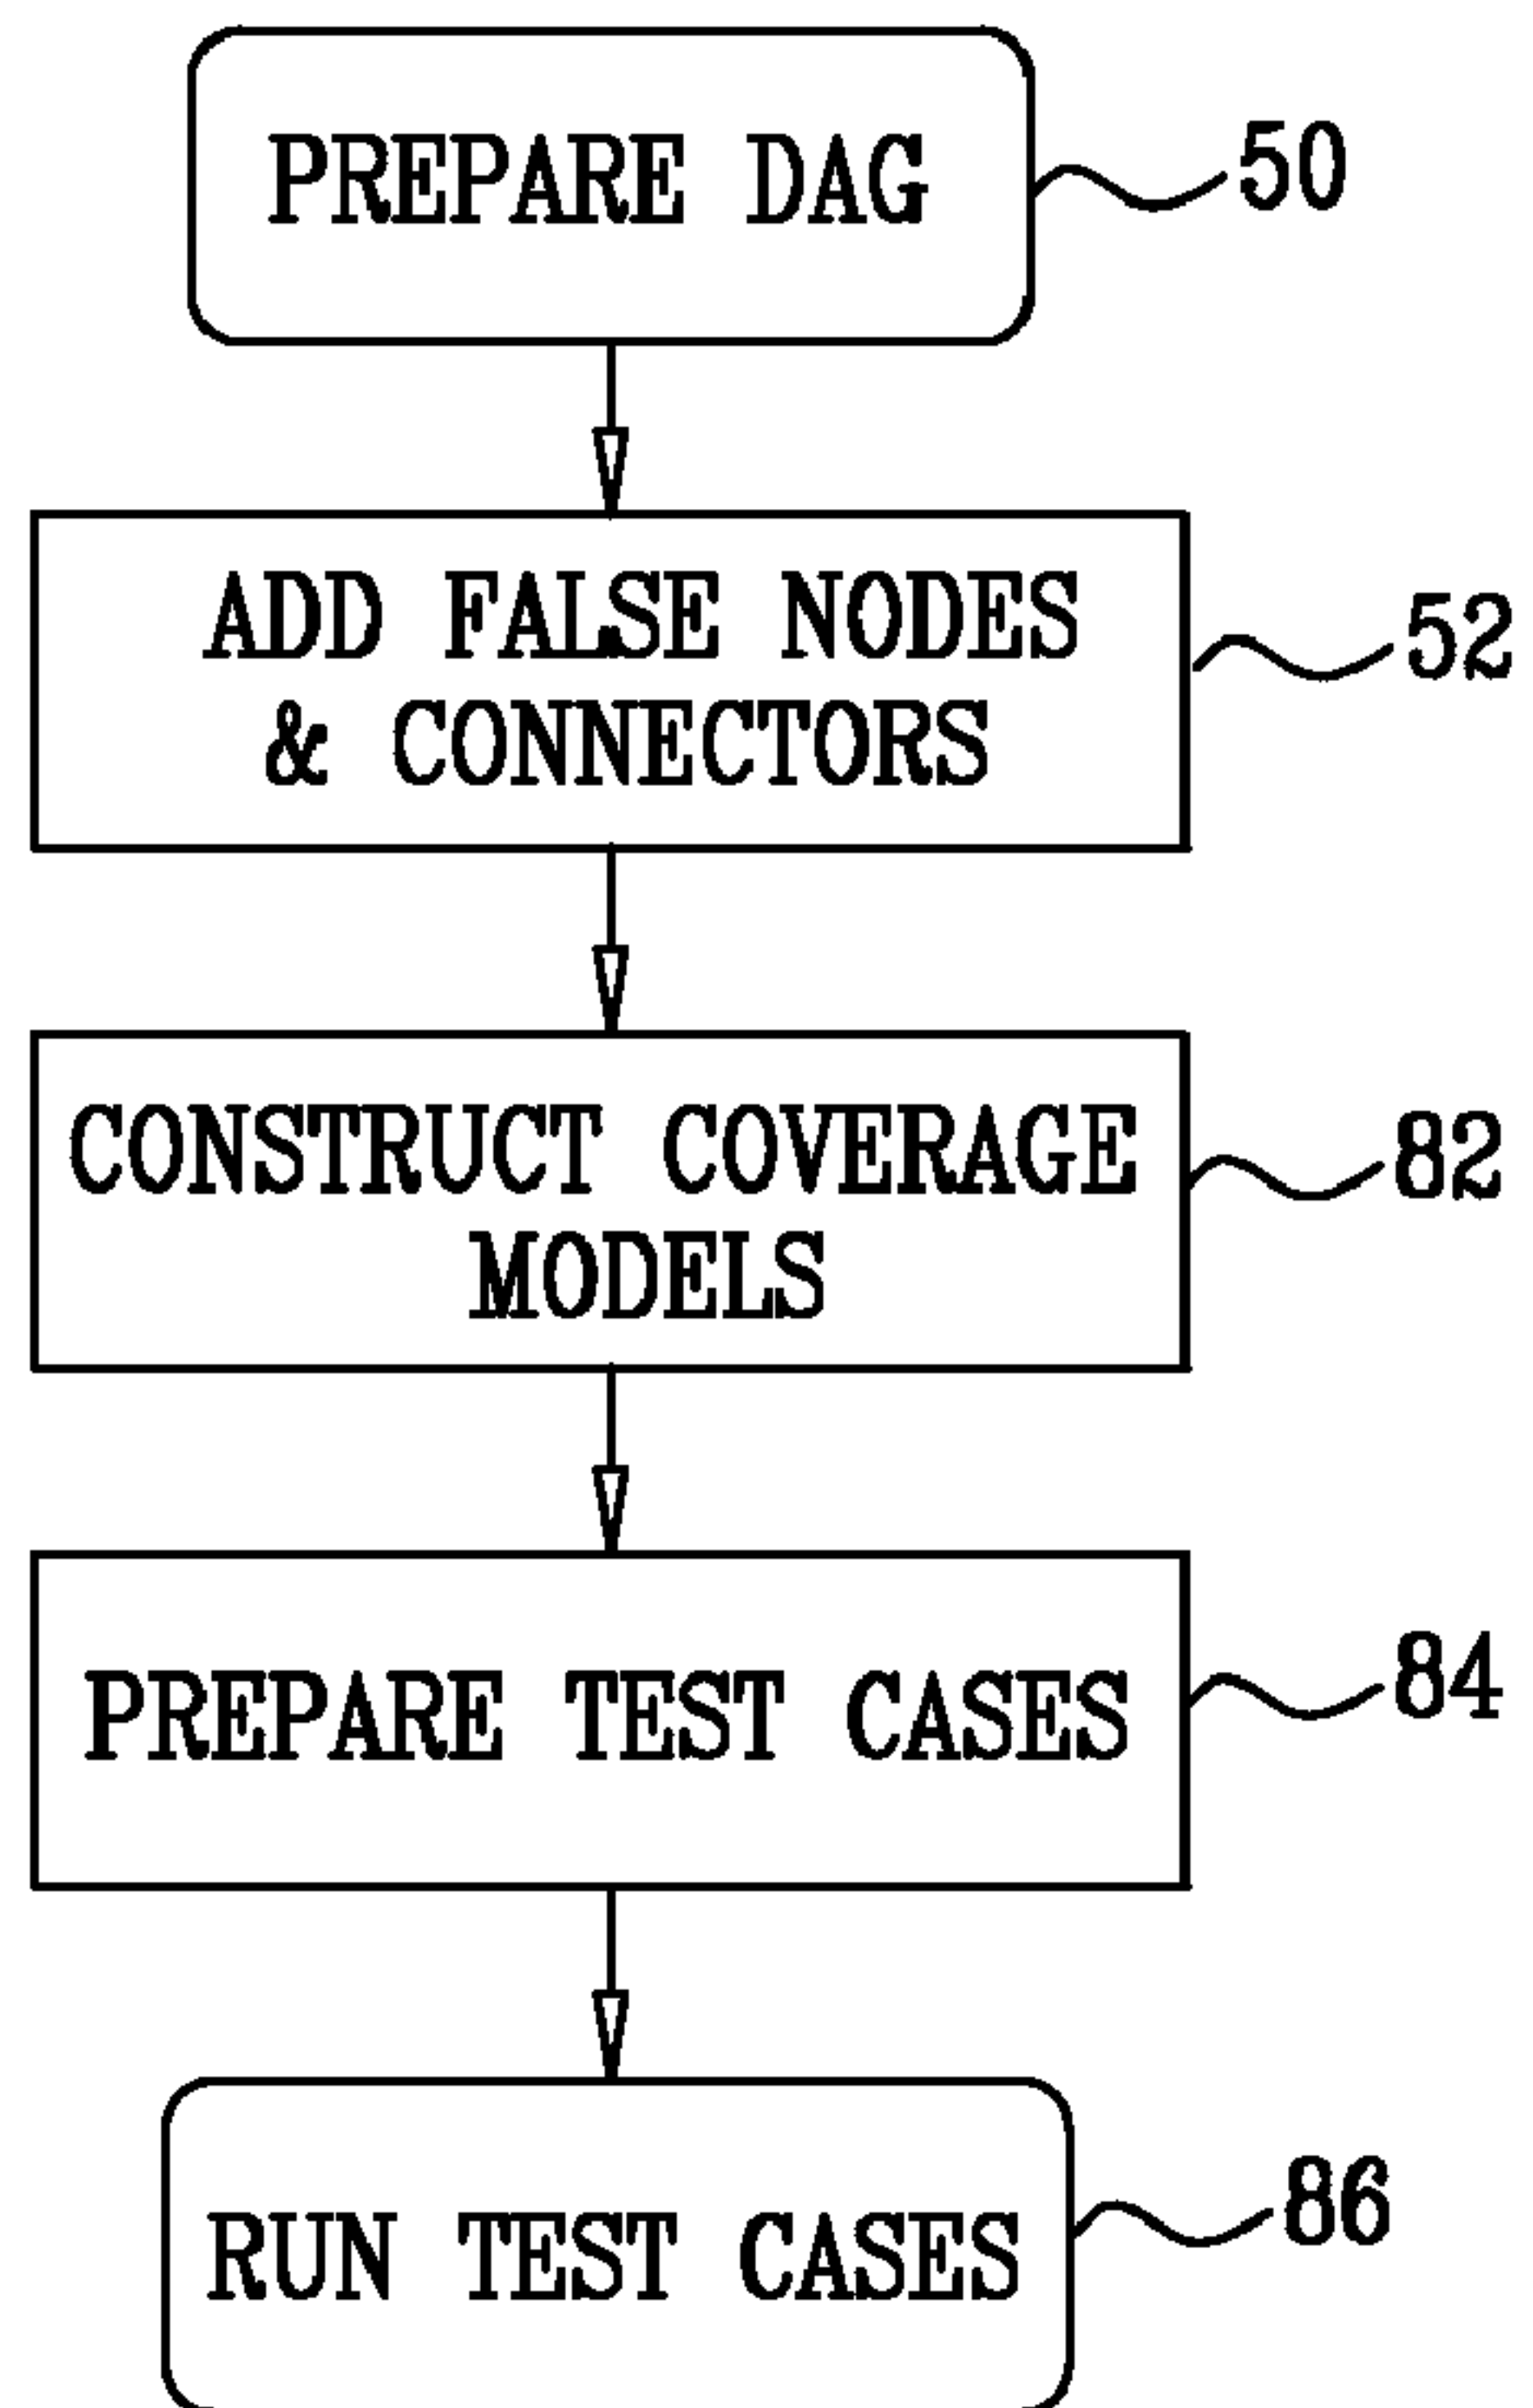 PREPARE DAG
50
ADD FALSE NODES
& CONNECTORS
52
CONSTRUCT COVERAGE
MODELS
82
PREPARE TEST CASES
84
RUN TEST CASES
86